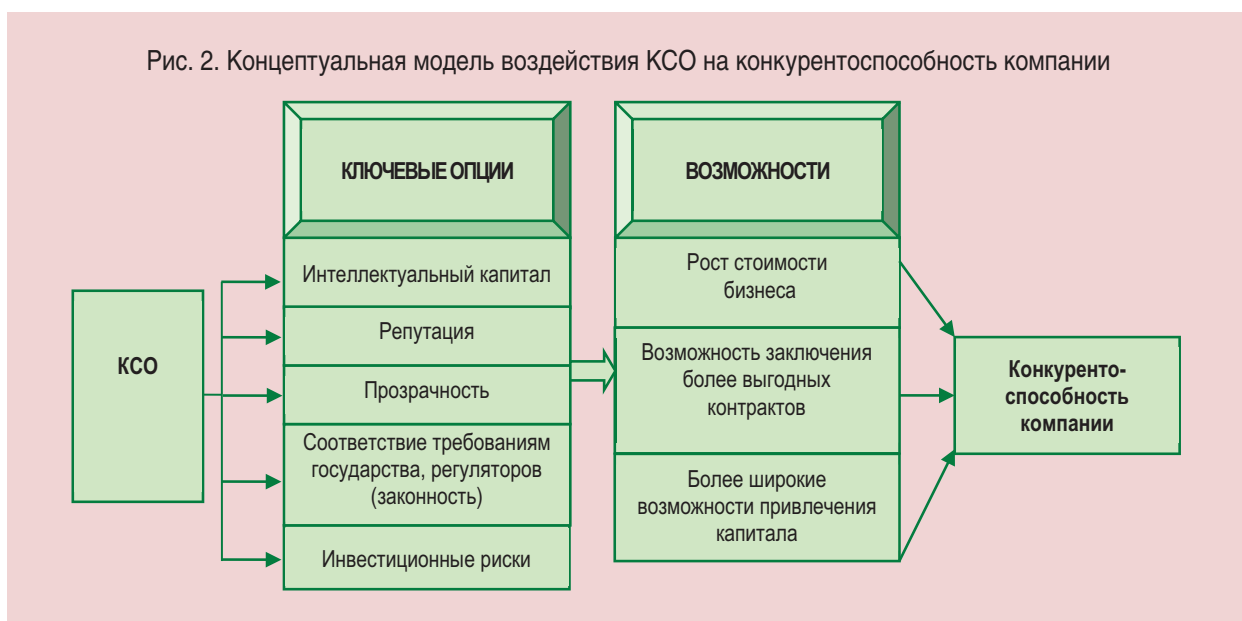 Рис. 2. Концептуальная модель воздействия КСО на конкурентоспособность компании
КСО
КЛЮЧЕВЫЕ ОПЦИИ
Интеллектуальный капитал
Репутация
Прозрачность
Соответствие требованиям
государства, регуляторов
(законность)
Инвестиционные риски
ВОЗМОЖНОСТИ
Рост стоимости
бизнеса
Возможность заключения
более выгодных
контрактов
Более широкие
возможности привлечения
капитала
Конкуренто-
способность
компании